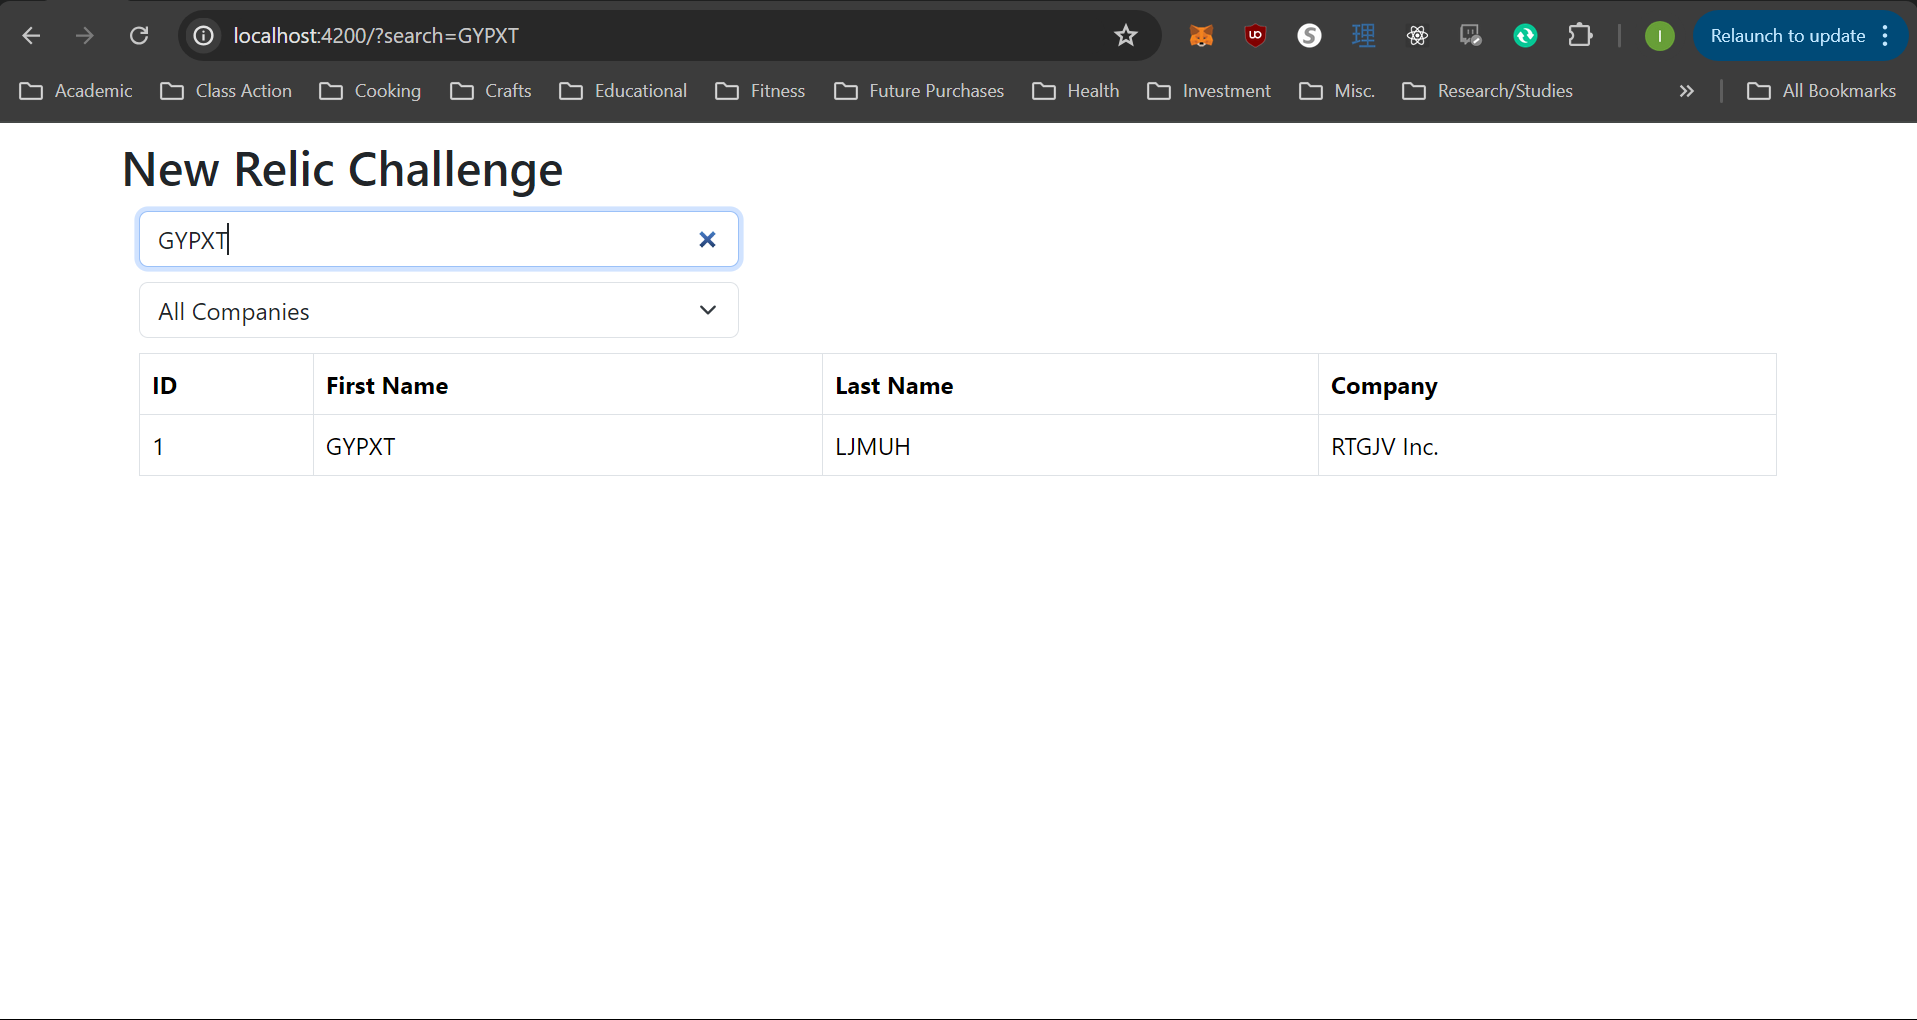 localhost:4200/?search=GYPXT
理
I
Relaunch to update
Academic Class Action Cooking Crafts Educational Fitness Future Purchases Health Investment Misc. Research/Studies » All Bookmarks
New Relic Challenge
GYPXT
All Companies
ID First Name Last Name Company
1 GYPXT LJMUH RTGJV Inc.